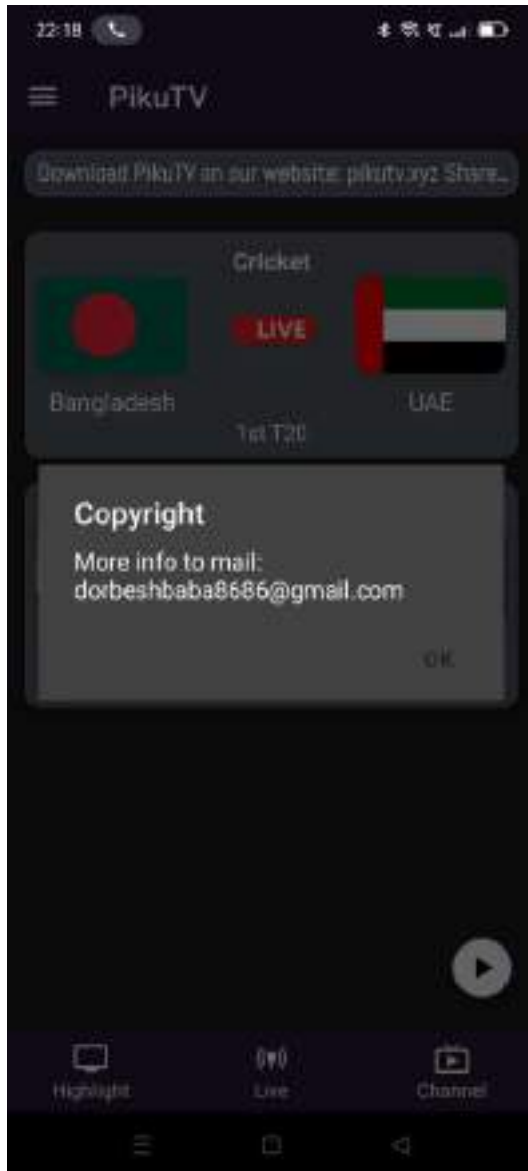 22:18
PikuTV
Download PikuTV on our website: pikutv.xyz Share...
Cricket
LIVE
Bangladesh
UAE
1st T20
Copyright
More info to mail:
dorbeshbaba8686@gmail.com
OK
Highlight
Live
Channel